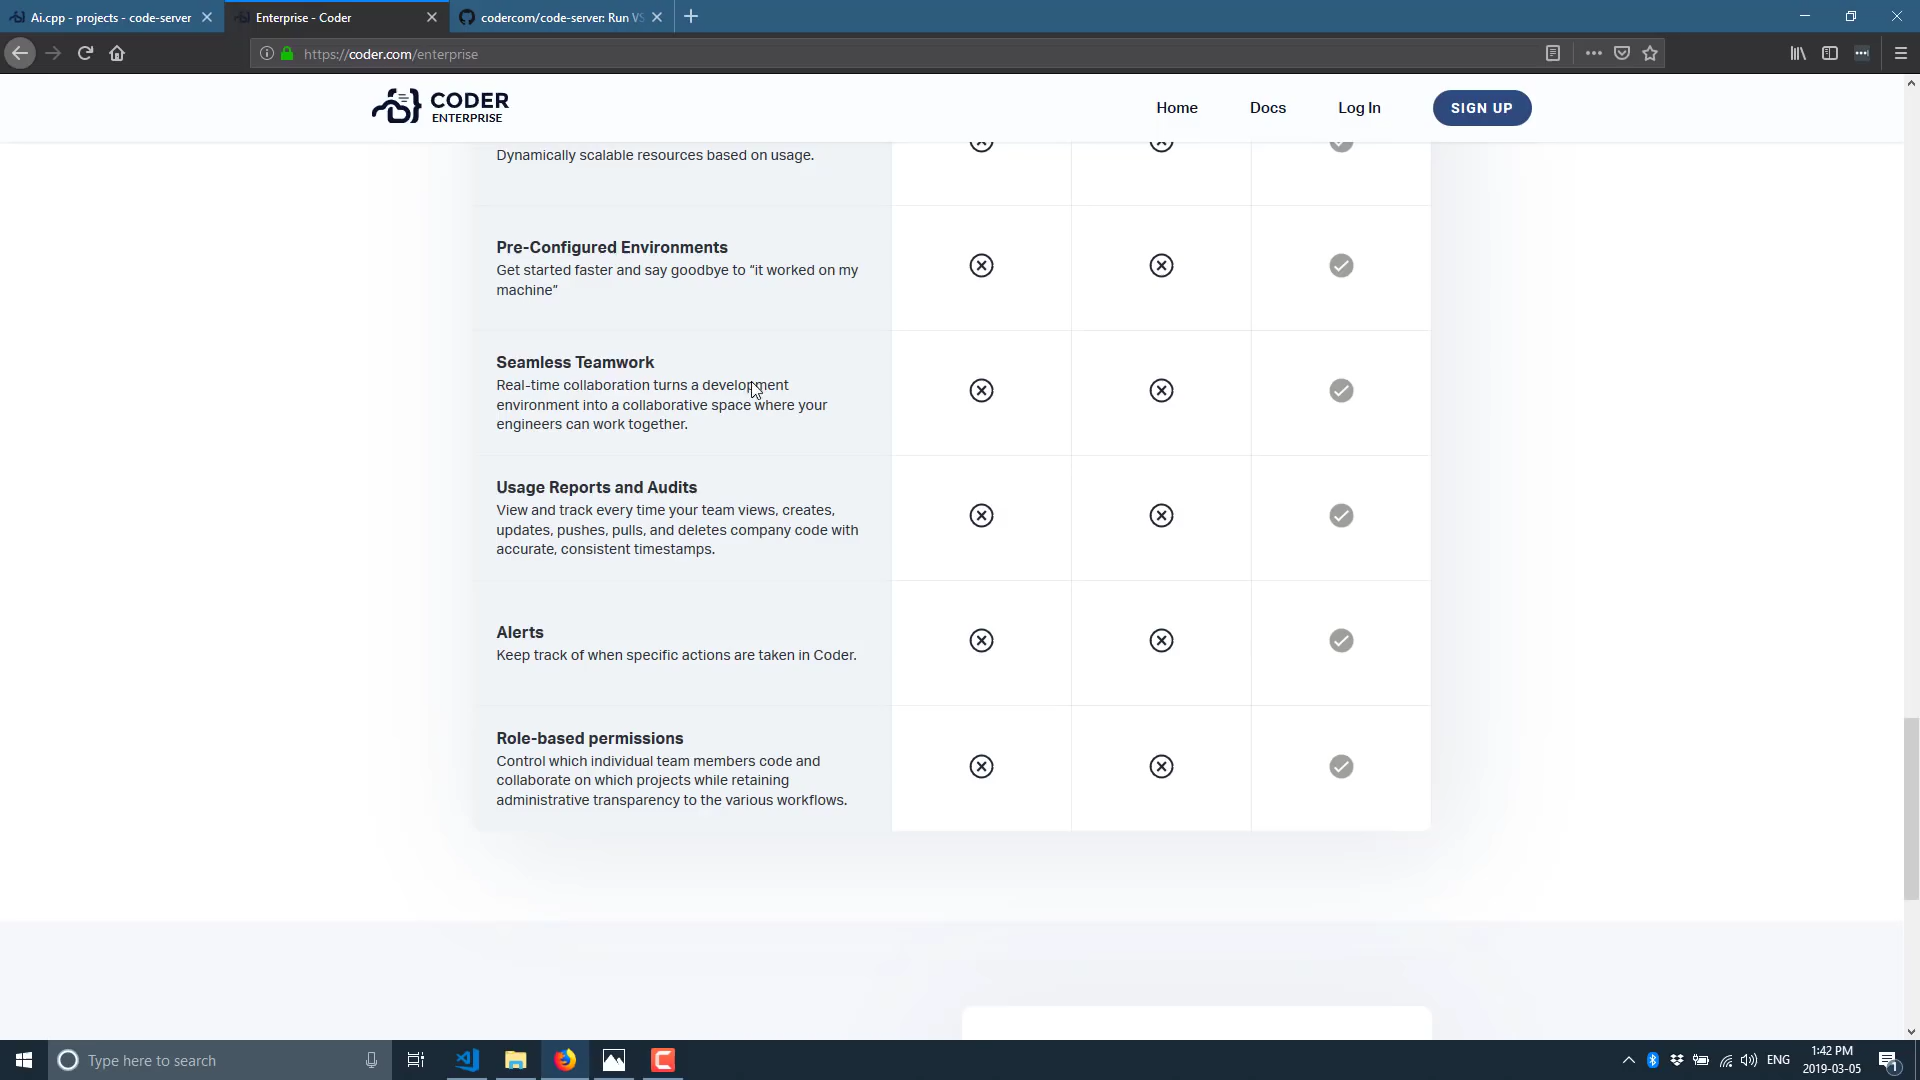 Ai.cpp - projects - code-server
Enterprise - Coder
codercom/code-server: Run VS
https://coder.com/enterprise
CODER
ENTERPRISE
Home
Docs
Log In
SIGN UP
Dynamically scalable resources based on usage.
Pre-Configured Environments
Get started faster and say goodbye to “it worked on my
machine”
Seamless Teamwork
Real-time collaboration turns a development
environment into a collaborative space where your
engineers can work together.
Usage Reports and Audits
View and track every time your team views, creates,
updates, pushes, pulls, and deletes company code with
accurate, consistent timestamps.
Alerts
Keep track of when specific actions are taken in Coder.
Role-based permissions
Control which individual team members code and
collaborate on which projects while retaining
administrative transparency to the various workflows.
Type here to search
ENG
1:42 PM
2019-03-05
1